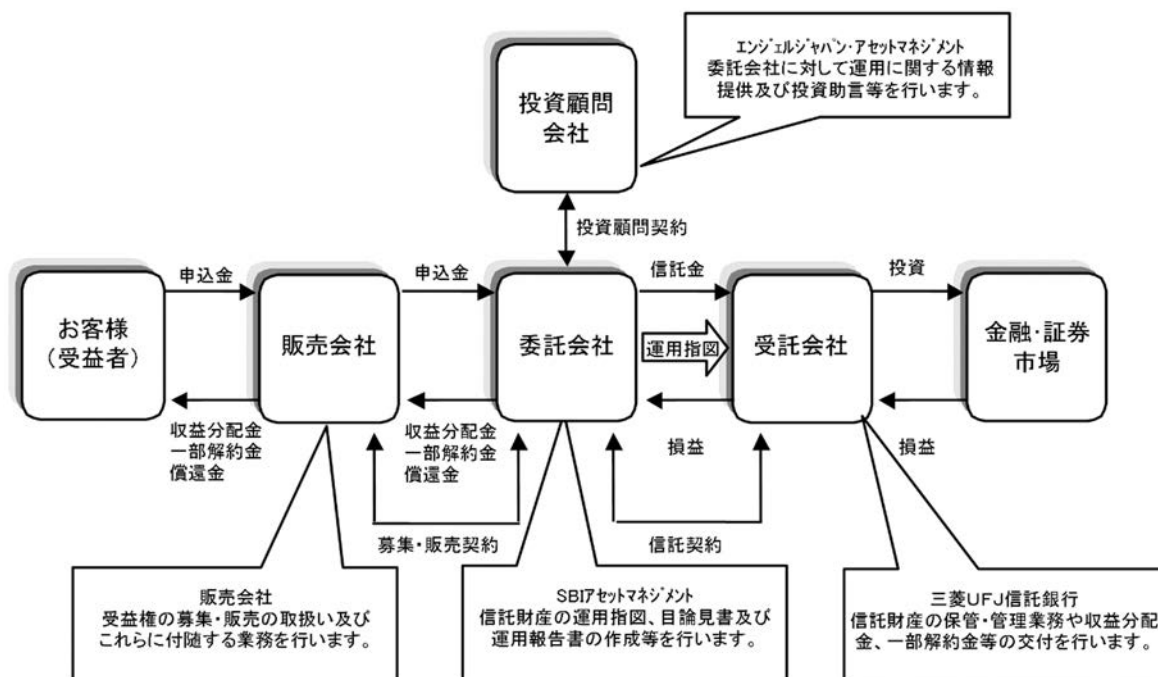 エンジェルジャパン・アセットマネジメント
委託会社に対して運用に関する情報
提供及び投資助言等を行います。
投資顧問
会社
投資顧問契約
申込金
申込金
信託金
投資
お客様
(受益者)
販売会社
委託会社
運用指図
受託会社
金融・証券
市場
収益分配金
一部解約金
償還金
収益分配金
一部解約金
償還金
損益
損益
募集・販売契約
信託契約
販売会社
受益権の募集・販売の取扱い及び
これらに付随する業務を行います。
SBIアセットマネジメント
信託財産の運用指図、目論見書及び
運用報告書の作成等を行います。
三菱UFJ信託銀行
信託財産の保管・管理業務や収益分配
金、一部解約金等の交付を行います。